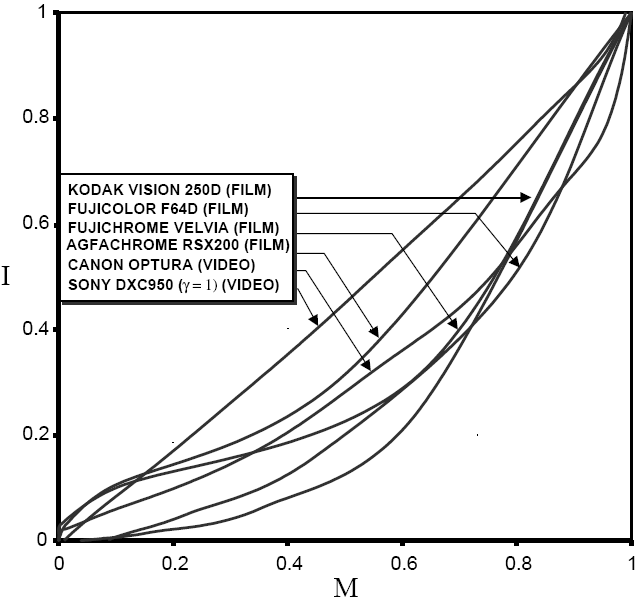 1
0.8
KODAK VISION 250D (FILM)
FUJICOLOR F64D (FILM)
FUJICHROME VELVIA (FILM)
AGFACHROME RSX200 (FILM)
CANON OPTURA (VIDEO)
SONY DXC950 (γ = 1) (VIDEO)
0.6
I
0.4
0.2
0
0 0.2 0.4 0.6 0.8 1
M